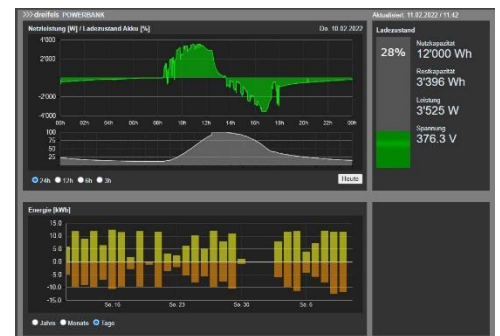 >>> dreifels POWERBANK
Aktualisiert: 11.02.2022 / 11:42
Netzleistung [W] / Ladezustand Akku [%]
Do. 10.02.2022
4'000
2'000
0
-2'000
-4'000
00h 02h 04h 06h 08h 10h 12h 14h 16h 18h 20h 22h 00h
100
75
50
25
24h 12h 6h 3h
Heute
Ladezustand
28%
Nutzkapazität
12'000 Wh
Restkapazität
3'396 Wh
Leistung
3'525 W
Spannung
376.3 V
Energie [kWh]
15.0
10.0
5.0
0.0
-5.0
-10.0
-15.0
So. 16 So. 23 So. 30 So. 6
Jahre Monate Tage